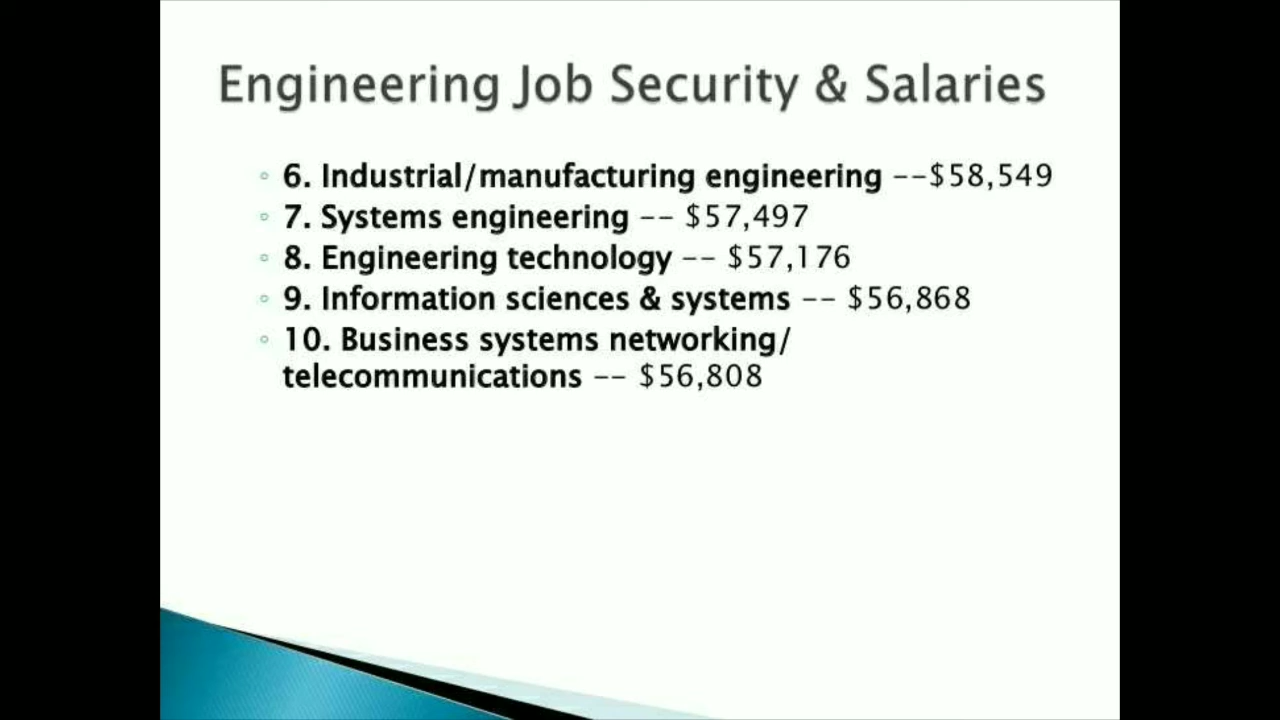 Engineering Job Security & Salaries
6. Industrial/manufacturing engineering --$58,549
7. Systems engineering -- $57,497
8. Engineering technology -- $57,176
9. Information sciences & systems -- $56,868
10. Business systems networking/
telecommunications -- $56,808